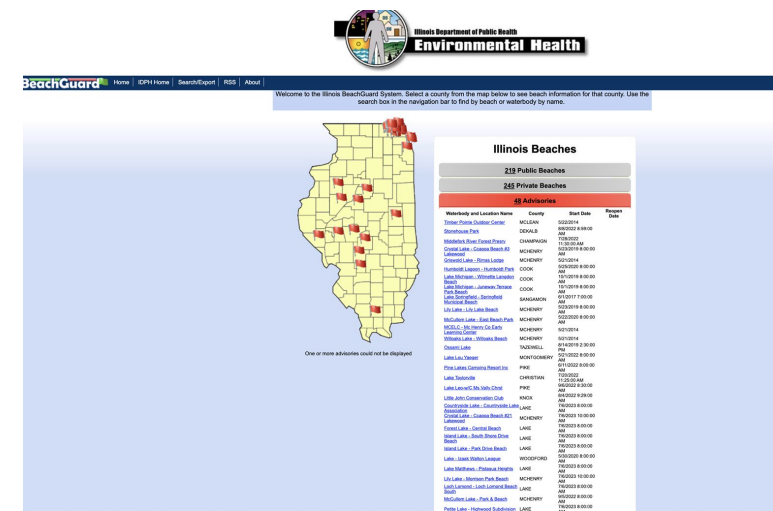 Illinois Department of Public Health
Environmental Health
BeachGuard Home IDPH Home Search/Export RSS About
Welcome to the Illinois BeachGuard System. Select a county from the map below to see beach information for that county. Use the
search box in the navigation bar to find by beach or waterbody by name.
One or more advisories could not be displayed
Illinois Beaches
219 Public Beaches
245 Private Beaches
48 Advisories
Waterbody and Location Name County Start Date Reopen Date
Timber Pointe Outdoor Center MCLEAN 5/22/2014
Stonehouse Park DEKALB 8/8/2022 8:59:00 AM
Middlefork River Forest Presrv CHAMPAIGN 7/28/2022 11:30:00 AM
Crystal Lake - Coapoa Beach #3 Lakewood MCHENRY 5/23/2019 8:00:00 AM
Griswold Lake - Rimas Lodge MCHENRY 5/21/2014
Humboldt Lagoon - Humboldt Park COOK 5/25/2020 8:00:00 AM
Lake Michigan - Wilmette Langdon Beach COOK 10/1/2019 8:00:00 AM
Lake Michigan - Juneway Terrace Park Beach COOK 10/1/2019 8:00:00 AM
Lake Springfield - Springfield Municipal Beach SANGAMON 6/1/2017 7:00:00 AM
Lily Lake - Lily Lake Beach MCHENRY 5/23/2019 8:00:00 AM
McCullom Lake - East Beach Park MCHENRY 5/22/2020 8:00:00 AM
MCELC - Mc Henry Co Early Learning Center MCHENRY 5/21/2014
Witoaks Lake - Witoaks Beach MCHENRY 5/21/2014
Ossami Lake TAZEWELL 8/14/2019 2:30:00 PM
Lake Lou Yaeger MONTGOMERY 5/21/2022 8:00:00 AM
Pine Lakes Camping Resort Inc PIKE 6/11/2022 8:00:00 AM
Lake Taylorville CHRISTIAN 7/20/2022 11:25:00 AM
Lake Leo-w/C Ms Vally Chrst PIKE 9/6/2022 8:30:00 AM
Little John Conservation Club KNOX 8/4/2022 9:29:00 AM
Countryside Lake - Countryside Lake Association LAKE 7/6/2023 8:00:00 AM
Crystal Lake - Coapoa Beach #21 Lakewood MCHENRY 7/6/2023 10:00:00 AM
Forest Lake - Central Beach LAKE 7/6/2023 8:00:00 AM
Island Lake - South Shore Drive Beach LAKE 7/6/2023 8:00:00 AM
Island Lake - Park Drive Beach LAKE 7/6/2023 8:00:00 AM
Lake - Izaak Walton League WOODFORD 5/30/2020 8:00:00 AM
Lake Matthews - Pistaqua Heights LAKE 7/6/2023 8:00:00 AM
Lily Lake - Morrison Park Beach MCHENRY 7/6/2023 10:00:00 AM
Loch Lomond - Loch Lomond Beach South LAKE 7/6/2023 8:00:00 AM
McCullom Lake - Park & Beach MCHENRY 9/5/2022 8:00:00 AM
Petite Lake - Highwood Subdivision LAKE 7/6/2023 8:00:00